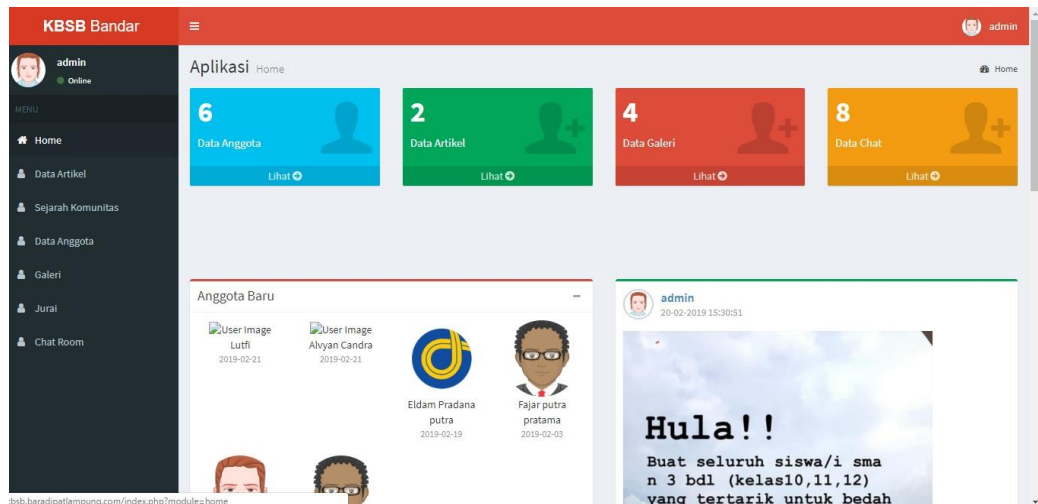 KBSB Bandar
admin
admin
Online
Aplikasi Home
Home
MENU
Home
Data Artikel
Sejarah Komunitas
Data Anggota
Galeri
Jurai
Chat Room
6
Data Anggota
Lihat
2
Data Artikel
Lihat
4
Data Galeri
Lihat
8
Data Chat
Lihat
Anggota Baru
User Image
Lutfi
2019-02-21
User Image
Alvyan Candra
2019-02-21
Eldam Pradana
putra
2019-02-19
Fajar putra
pratama
2019-02-03
admin
20-02-2019 15:30:51
Hula!!
Buat seluruh siswa/i sma
n 3 bdl (kelas10,11,12)
yang tertarik untuk bedah
bsb.baradipatlampung.com/index.php?module=home